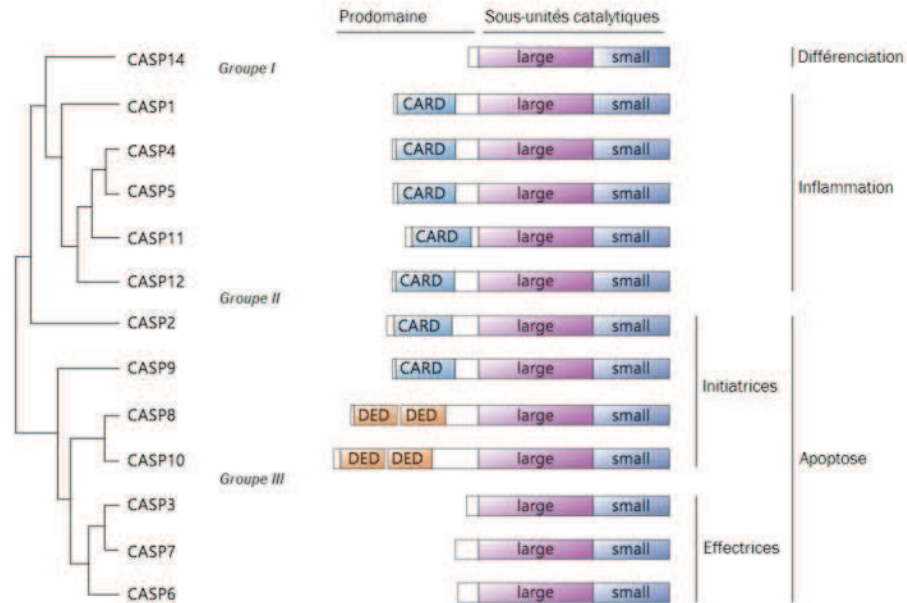 Prodomaine Sous-unités catalytiques
CASP14 Groupe I large small Différenciation
CASP1 CARD large small
CASP4 CARD large small
CASP5 CARD large small Inflammation
CASP11 CARD large small
CASP12 CARD large small
Groupe II
CASP2 CARD large small
CASP9 CARD large small Initiatrices
CASP8 DED DED large small
CASP10 DED DED large small Apoptose
Groupe III
CASP3 large small
CASP7 large small Effectrices
CASP6 large small